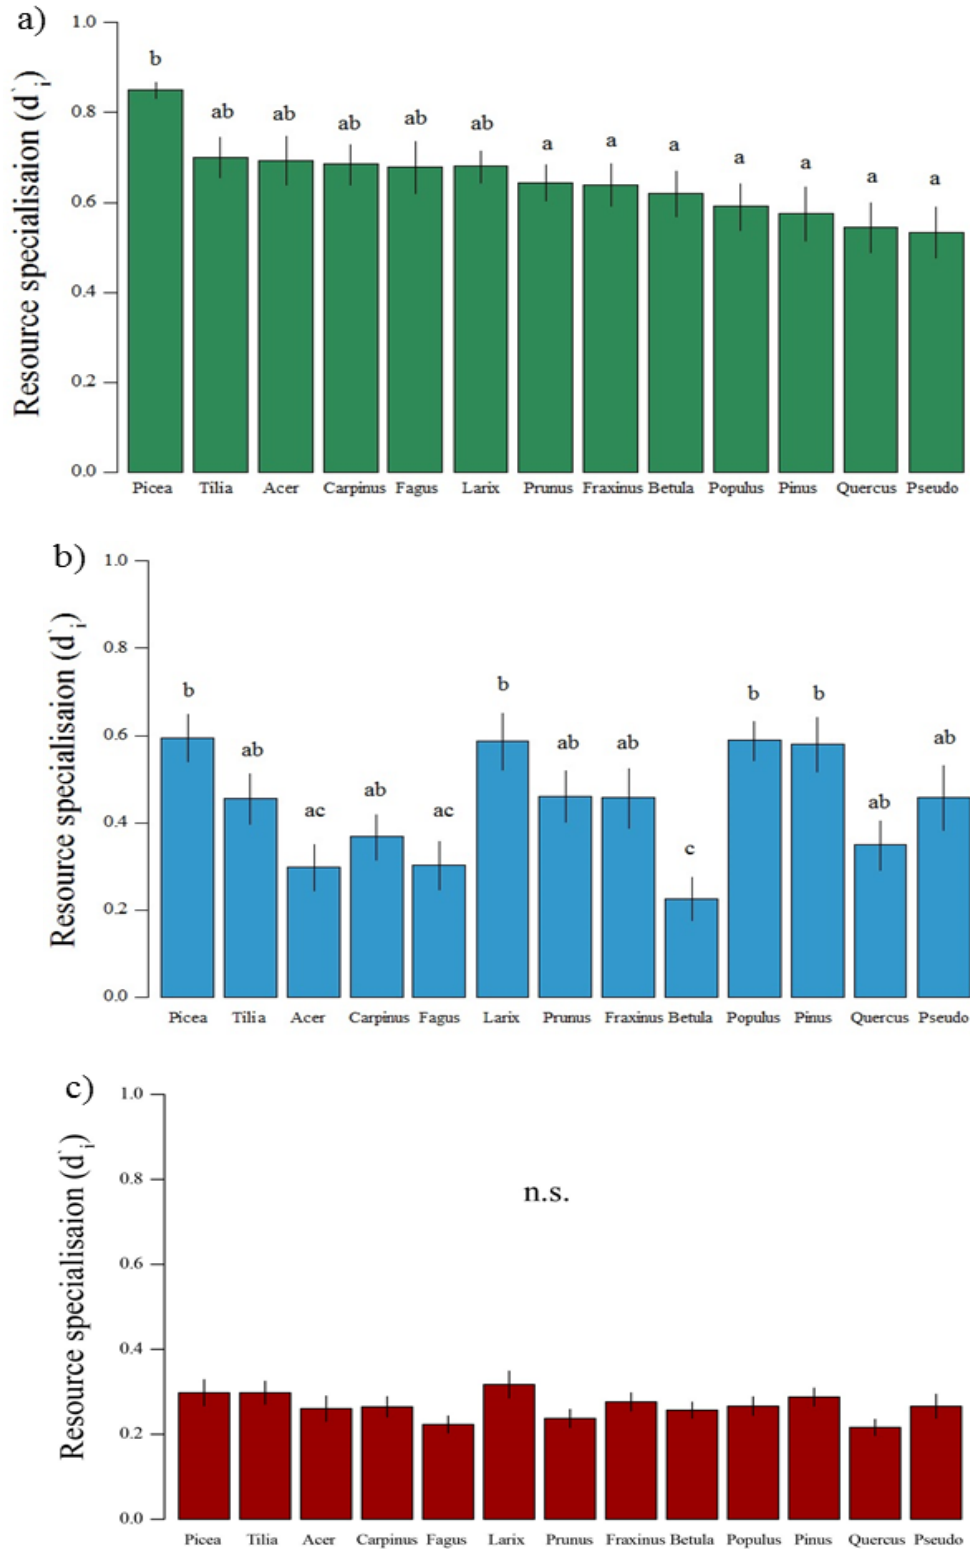 a)
Resource specialisaion (d`i)
1.0
0.8
0.6
0.4
0.2
0.0
b ab ab ab ab ab a a a a a a a
Picea Tilia Acer Carpinus Fagus Larix Prunus Fraxinus Betula Populus Pinus Quercus Pseudo
b)
Resource specialisaion (d`i)
1.0
0.8
0.6
0.4
0.2
0.0
b ab ac ab ac b ab ab c b b ab ab
Picea Tilia Acer Carpinus Fagus Larix Prunus Fraxinus Betula Populus Pinus Quercus Pseudo
c)
Resource specialisaion (d`i)
1.0
0.8
0.6
0.4
0.2
0.0
n.s.
Picea Tilia Acer Carpinus Fagus Larix Prunus Fraxinus Betula Populus Pinus Quercus Pseudo